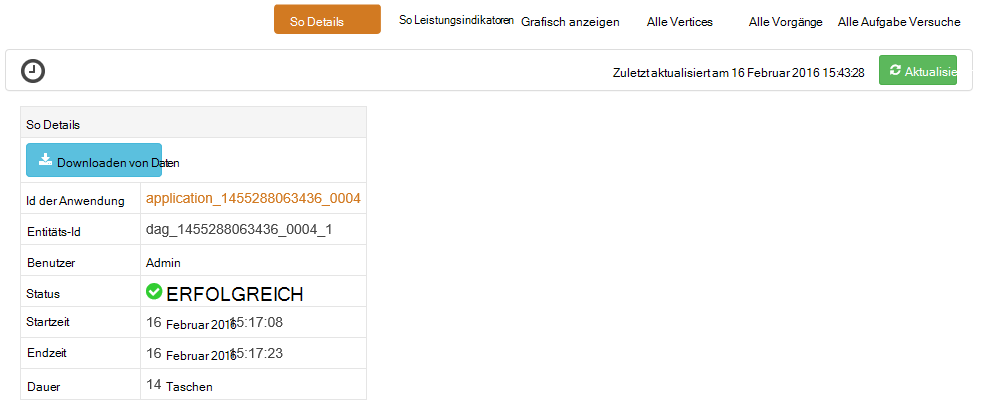 So Details So Leistungsindikatoren Grafisch anzeigen Alle Vertices Alle Vorgänge Alle Aufgabe Versuche
Zuletzt aktualisiert am 16 Februar 2016 15:43:28 Aktualisie
So Details
Downloaden von Daten
Id der Anwendung application_1455288063436_0004
Entitäts-Id dag_1455288063436_0004_1
Benutzer Admin
Status ERFOLGREICH
Startzeit 16 Februar 2016 15:17:08
Endzeit 16 Februar 2016 15:17:23
Dauer 14 Taschen